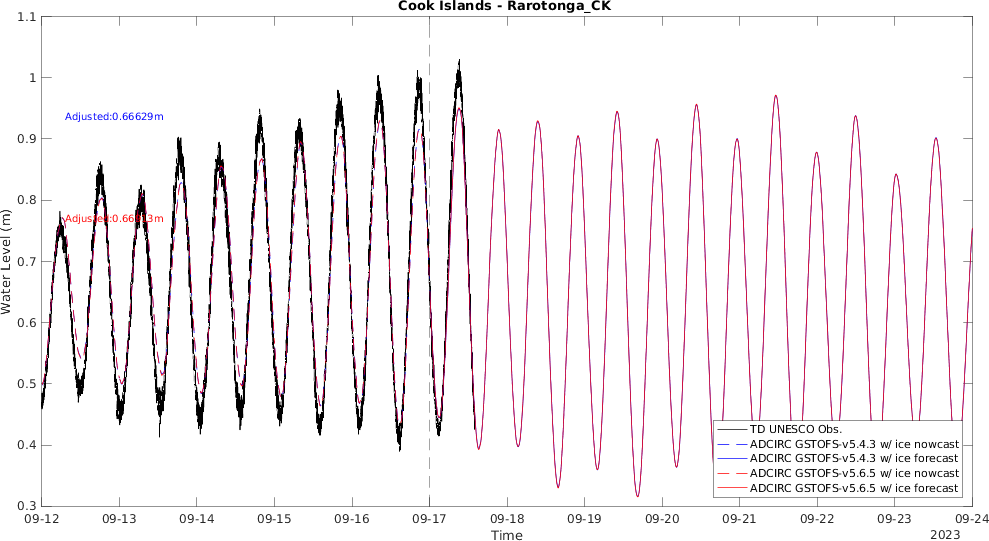 Cook Islands - Rarotonga_CK
Water Level (m)
1.1
1
0.9
0.8
0.7
0.6
0.5
0.4
0.3
Adjusted:0.66629m
TD UNESCO Obs.
ADCIRC GSTOFS-v5.4.3 w/ ice nowcast
ADCIRC GSTOFS-v5.4.3 w/ ice forecast
ADCIRC GSTOFS-v5.6.5 w/ ice nowcast
ADCIRC GSTOFS-v5.6.5 w/ ice forecast
09-12 09-13 09-14 09-15 09-16 09-17 09-18 09-19 09-20 09-21 09-22 09-23 09-24
Time
2023